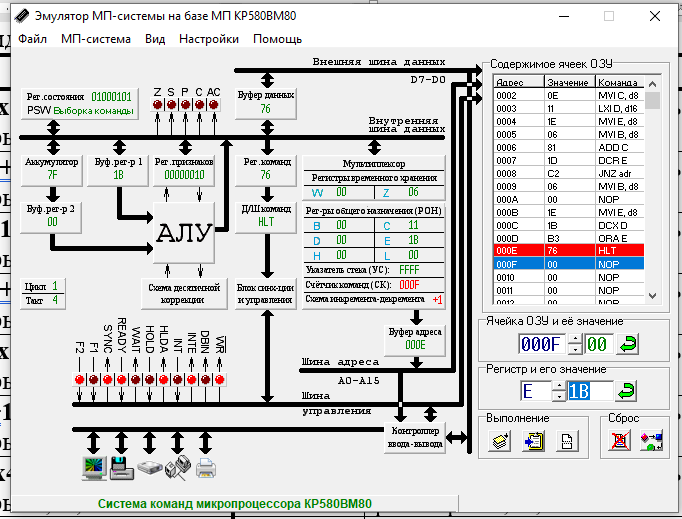 Эмулятор МП-системы на базе МП КР580ВМ80
Файл МП-система Вид Настройки Помощь
Внешняя шина данных
D7-D0
Рег.состояния 01000101
PSW Выборка команды
Z S P C AC
Буфер данных
76
Внутренняя
шина данных
Аккумулятор
7F
Буф.рег-р 1
1B
Рег.признаков
00000010
Рег.команд
76
Мультиплексор
Регистры временного хранения
W 00 Z 06
Буф.рег-р 2
00
АЛУ
Д/Ш команд
HLT
Рег-ры общего назначения (РОН)
B 00 C 11
D 00 E 1B
H 00 L 00
Указатель стека (УС): FFFF
Счётчик команд (СК): 000F
Схема инкремента-декремента +1
Цикл 1
Такт 4
Схема десятичной
коррекции
Блок синх-ции
и управления
Буфер адреса
000E
F2 F1 SYNC READY WAIT HOLD HLDA INT INTE DBIN WR
Шина адреса
A0-A15
Шина
управления
Контроллер
ввода-вывода
Содержимое ячеек ОЗУ
Адрес Значение Команда
0002 0E MVI C, d8
0003 11 LXI D, d16
0004 1E MVI E, d8
0005 06 MVI B, d8
0006 81 ADD C
0007 1D DCR E
0008 C2 JNZ adr
0009 06 MVI B, d8
000A 00 NOP
000B 1E MVI E, d8
000C 1B DCX D
000D B3 ORA E
000E 76 HLT
000F 00 NOP
0010 00 NOP
0011 00 NOP
0012 00 NOP
Ячейка ОЗУ и её значение
000F 00
Регистр и его значение
E 1B
Выполнение
Сброс
Система команд микропроцессора КР580ВМ80